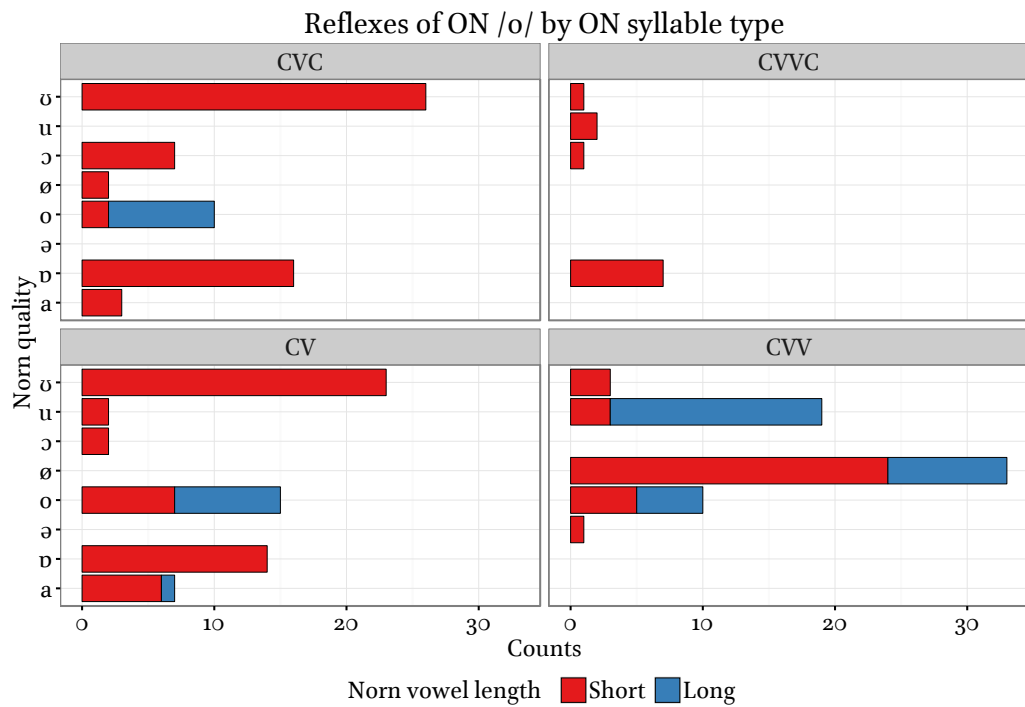 Reflexes of ON /o/ by ON syllable type
CVC
CVVC
ʊ
u
ɔ
ø
o
ə
ɒ
a
CV
CVV
ʊ
u
ɔ
ø
o
ə
ɒ
a
Norn quality
0 10 20 30
0 10 20 30
Counts
Norn vowel length Short Long